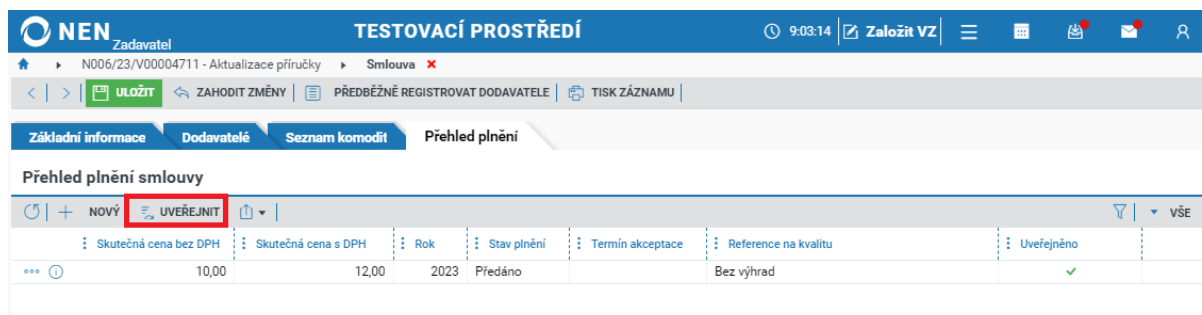 NEN Zadavatel TESTOVACÍ PROSTŘEDÍ 9:03:14 Založit VZ
N006/23/V00004711 - Aktualizace příručky Smlouva
ULOŽIT ZAHODIT ZMĚNY PŘEDBĚŽNĚ REGISTROVAT DODAVATELE TISK ZÁZNAMU
Základní informace Dodavatelé Seznam komodit Přehled plnění
Přehled plnění smlouvy
NOVÝ UVEŘEJNIT VŠE
Skutečná cena bez DPH Skutečná cena s DPH Rok Stav plnění Termín akceptace Reference na kvalitu Uveřejněno
10,00 12,00 2023 Předáno Bez výhrad